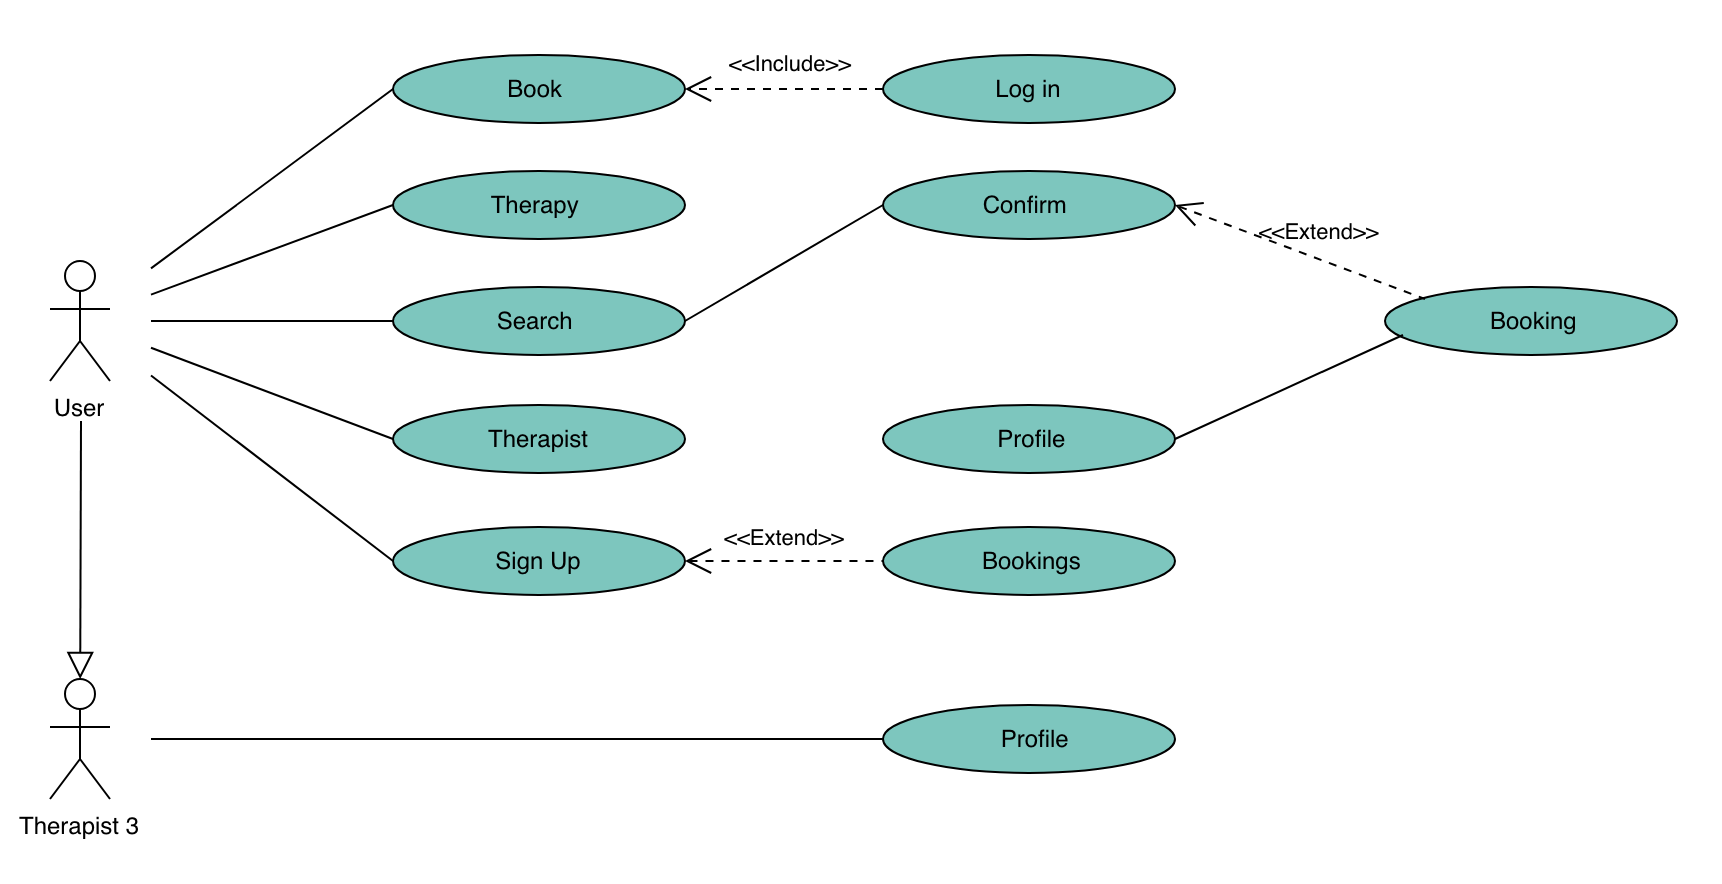 <<Include>>
Book
Log in
Therapy
Confirm
<<Extend>>
Search
Booking
User
Therapist
Profile
<<Extend>>
Sign Up
Bookings
Profile
Therapist 3